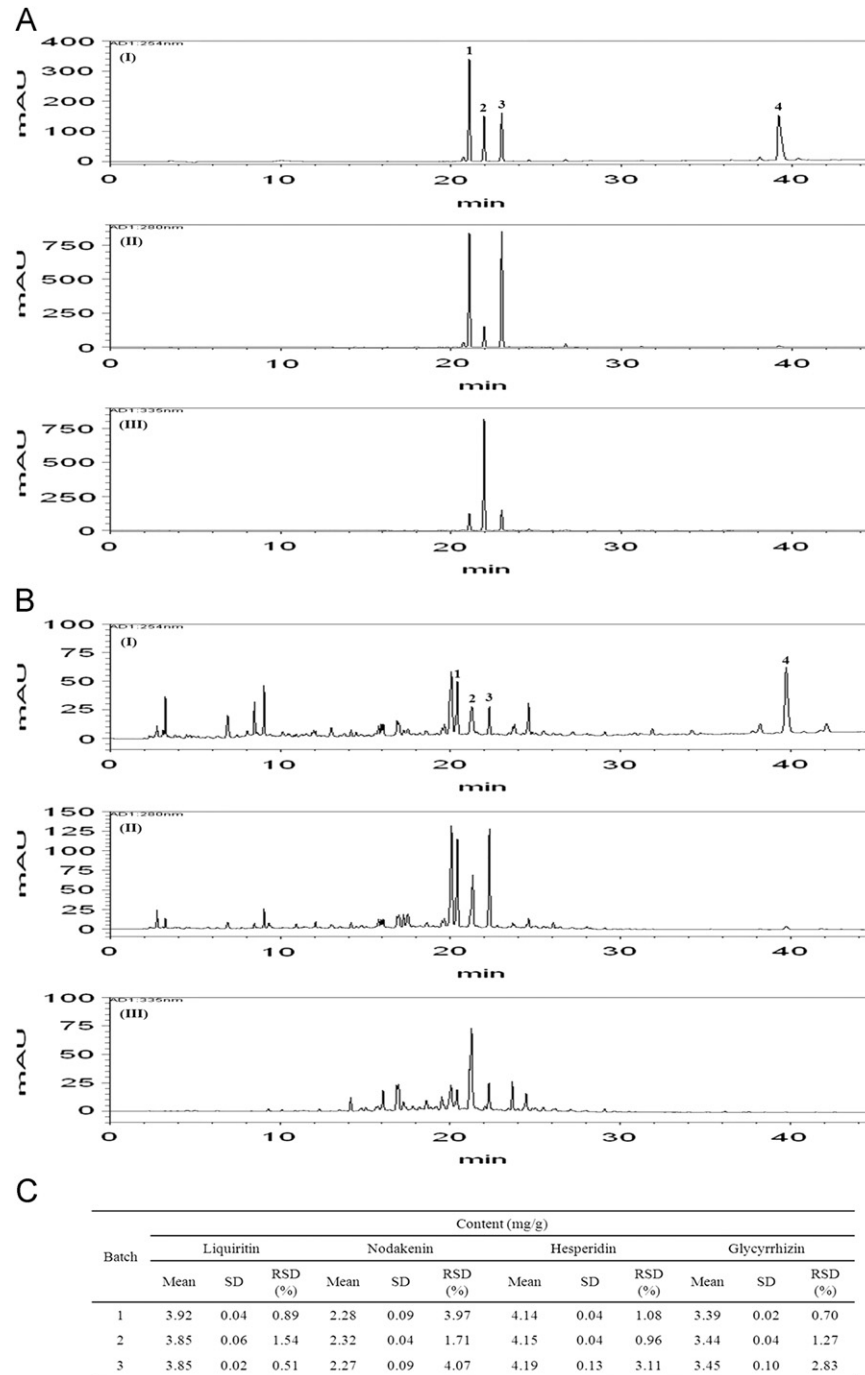 A
AD1:254nm
(I)
400
300
200
100
0
mAU
1
2
3
4
0 10 20 30 40
min
AD1:280nm
(II)
750
500
250
0
mAU
0 10 20 30 40
min
AD1:335nm
(III)
750
500
250
0
mAU
0 10 20 30 40
min
B
AD1:254nm
(I)
100
75
50
25
0
mAU
1
2
3
4
0 10 20 30 40
min
AD1:280nm
(II)
150
125
100
75
50
25
0
mAU
0 10 20 30 40
min
AD1:335nm
(III)
100
75
50
25
0
mAU
0 10 20 30 40
min
C
Content (mg/g)
Batch
Liquiritin Nodakenin Hesperidin Glycyrrhizin
Mean SD RSD (%) Mean SD RSD (%) Mean SD RSD (%) Mean SD RSD (%)
1 3.92 0.04 0.89 2.28 0.09 3.97 4.14 0.04 1.08 3.39 0.02 0.70
2 3.85 0.06 1.54 2.32 0.04 1.71 4.15 0.04 0.96 3.44 0.04 1.27
3 3.85 0.02 0.51 2.27 0.09 4.07 4.19 0.13 3.11 3.45 0.10 2.83